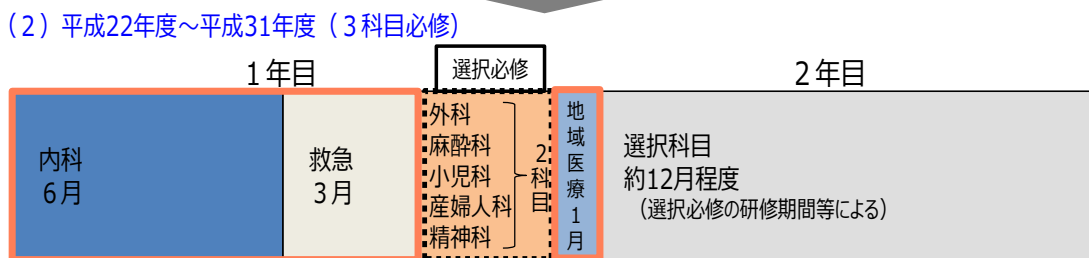 （２）平成22年度～平成31年度（３科目必修）
１年目
選択必修
２年目
内科
６月
救急
３月
外科
麻酔科
小児科
産婦人科
精神科
２科目
地域医療１月
選択科目
約12月程度
（選択必修の研修期間等による）